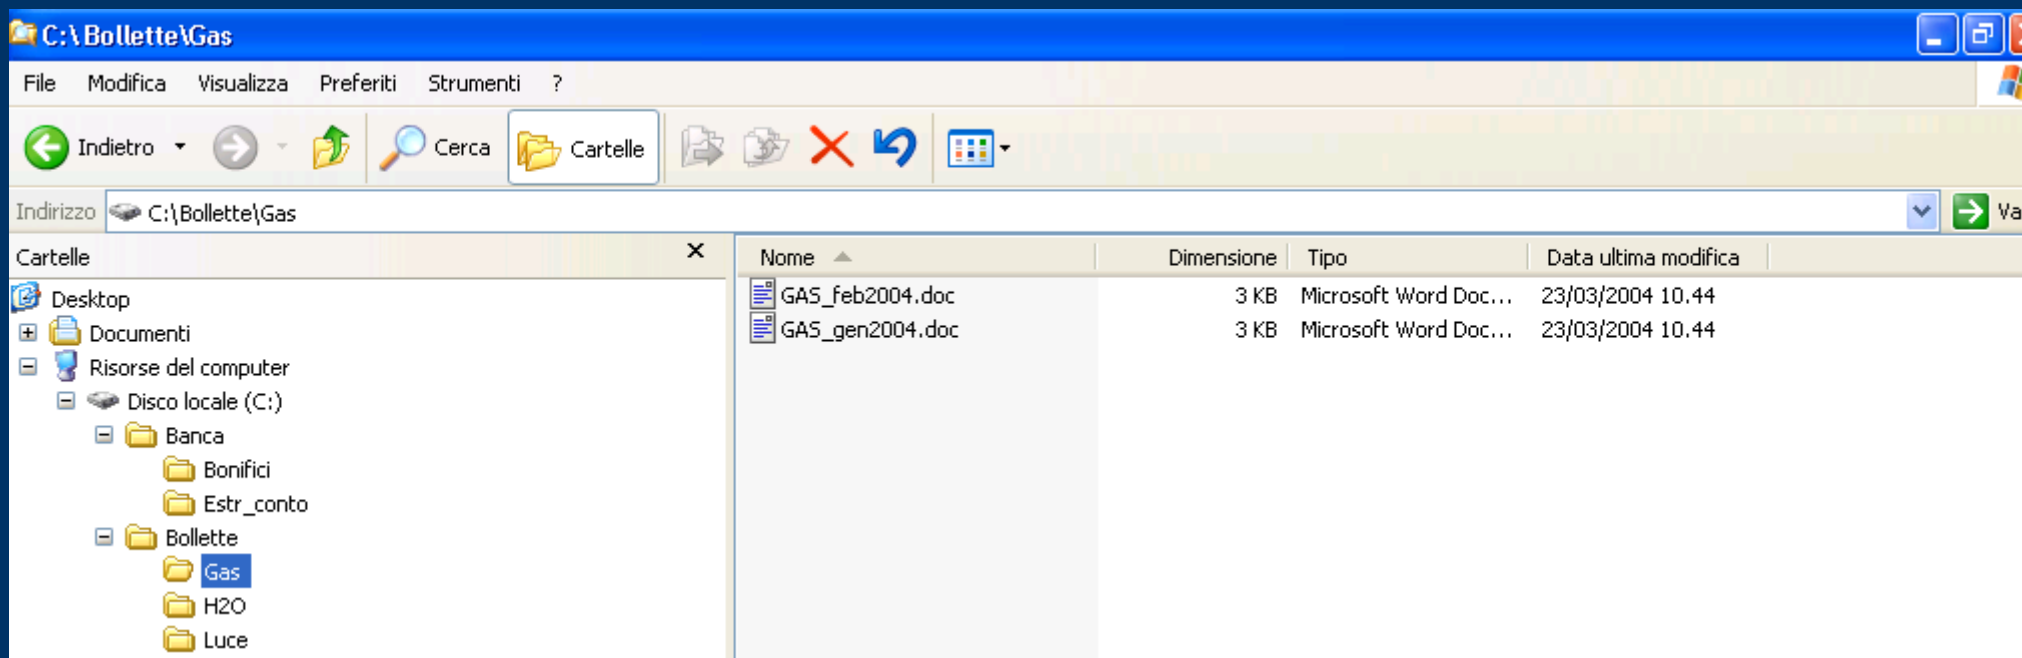 C:\Bollette\Gas
File Modifica Visualizza Preferiti Strumenti ?
Indietro Cerca Cartelle
Indirizzo C:\Bollette\Gas Va
Cartelle
Desktop
Documenti
Risorse del computer
Disco locale (C:)
Banca
Bonifici
Estr_conto
Bollette
Gas
H2O
Luce
Nome Dimensione Tipo Data ultima modifica
GAS_feb2004.doc 3 KB Microsoft Word Doc... 23/03/2004 10.44
GAS_gen2004.doc 3 KB Microsoft Word Doc... 23/03/2004 10.44